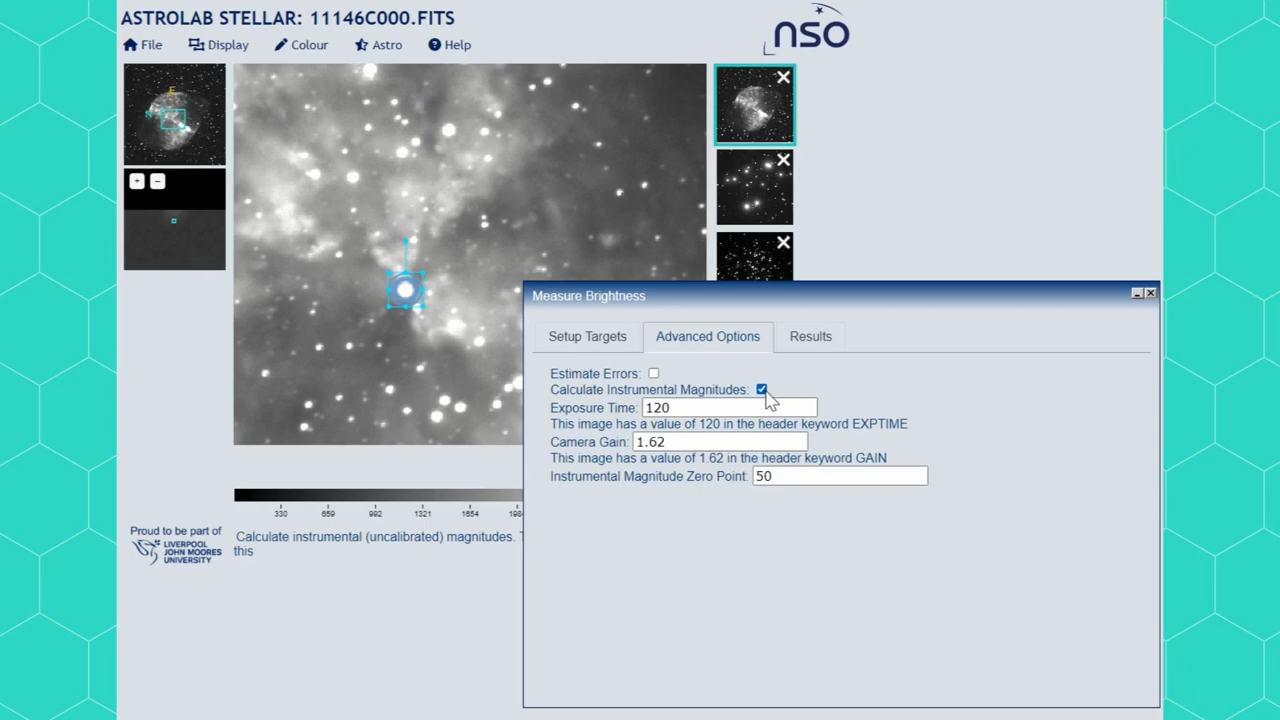 ASTROLAB STELLAR: 11146C000.FITS
nso
File Display Colour Astro Help
E
N
+ −
Measure Brightness
Setup Targets Advanced Options Results
Estimate Errors:
Calculate Instrumental Magnitudes:
Exposure Time: 120
This image has a value of 120 in the header keyword EXPTIME
Camera Gain: 1.62
This image has a value of 1.62 in the header keyword GAIN
Instrumental Magnitude Zero Point: 50
330 659 992 1321 1654
Proud to be part of
LIVERPOOL
JOHN MOORES
UNIVERSITY
Calculate instrumental (uncalibrated) magnitudes.
this